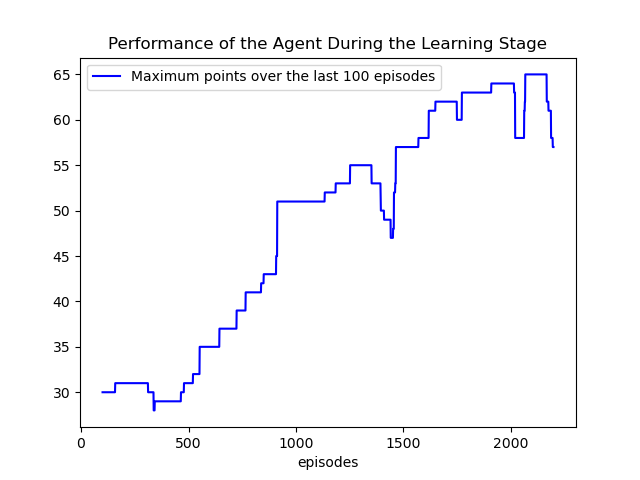 Performance of the Agent During the Learning Stage
Maximum points over the last 100 episodes
65
60
55
50
45
40
35
30
0 500 1000 1500 2000
episodes